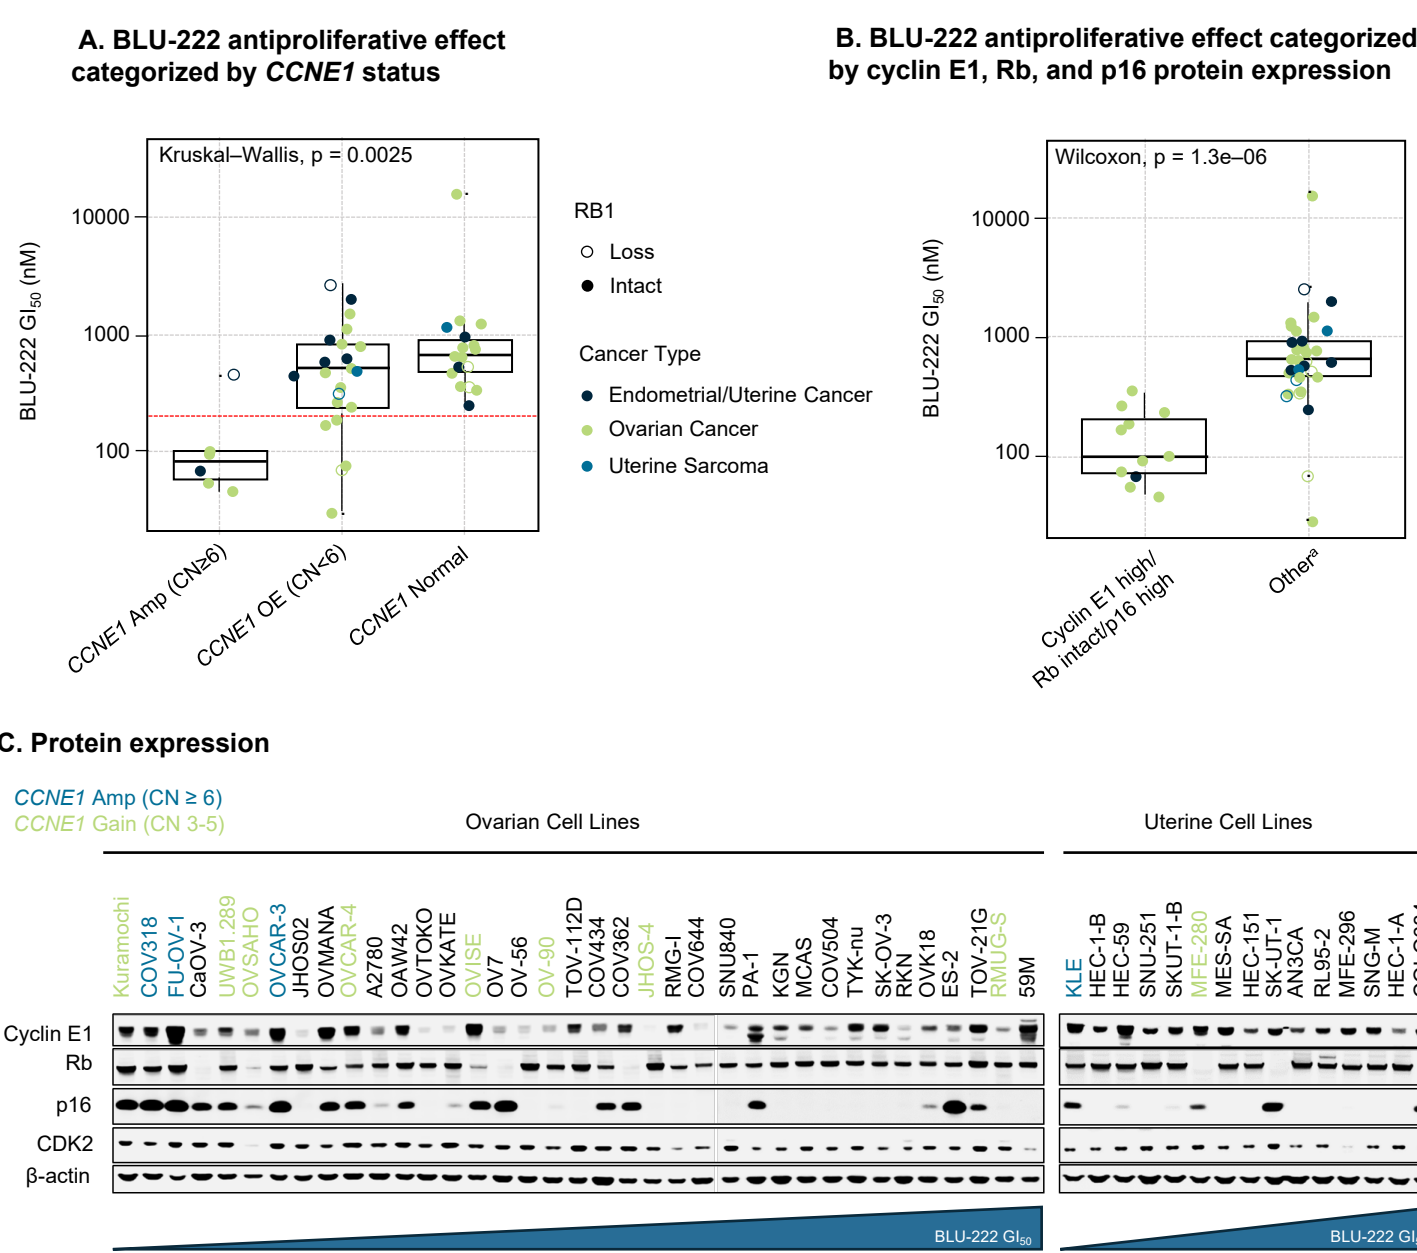 A. BLU-222 antiproliferative effect
categorized by CCNE1 status
B. BLU-222 antiproliferative effect categorized
by cyclin E1, Rb, and p16 protein expression
Kruskal–Wallis, p = 0.0025
BLU-222 GI50 (nM)
10000
1000
100
CCNE1 Amp (CN≥6)
CCNE1 OE (CN<6)
CCNE1 Normal
RB1
Loss
Intact
Cancer Type
Endometrial/Uterine Cancer
Ovarian Cancer
Uterine Sarcoma
Wilcoxon, p = 1.3e–06
BLU-222 GI50 (nM)
10000
1000
100
Cyclin E1 high/
Rb intact/p16 high
Otherª
C. Protein expression
CCNE1 Amp (CN ≥ 6)
CCNE1 Gain (CN 3-5)
Ovarian Cell Lines
Uterine Cell Lines
Kuramochi
COV318
FU-OV-1
CaOV-3
UWB1.289
OVSAHO
OVCAR-3
JHOS02
OVMANA
OVCAR-4
A2780
OAW42
OVTOKO
OVKATE
OVISE
OV7
OV-56
OV-90
TOV-112D
COV434
COV362
JHOS-4
RMG-I
COV644
SNU840
PA-1
KGN
MCAS
COV504
TYK-nu
SK-OV-3
RKN
OVK18
ES-2
TOV-21G
RMUG-S
59M
KLE
HEC-1-B
HEC-59
SNU-251
SKUT-1-B
MFE-280
MES-SA
HEC-151
SK-UT-1
AN3CA
RL95-2
MFE-296
SNG-M
HEC-1-A
Cyclin E1
Rb
p16
CDK2
β-actin
BLU-222 GI50
BLU-222 GI